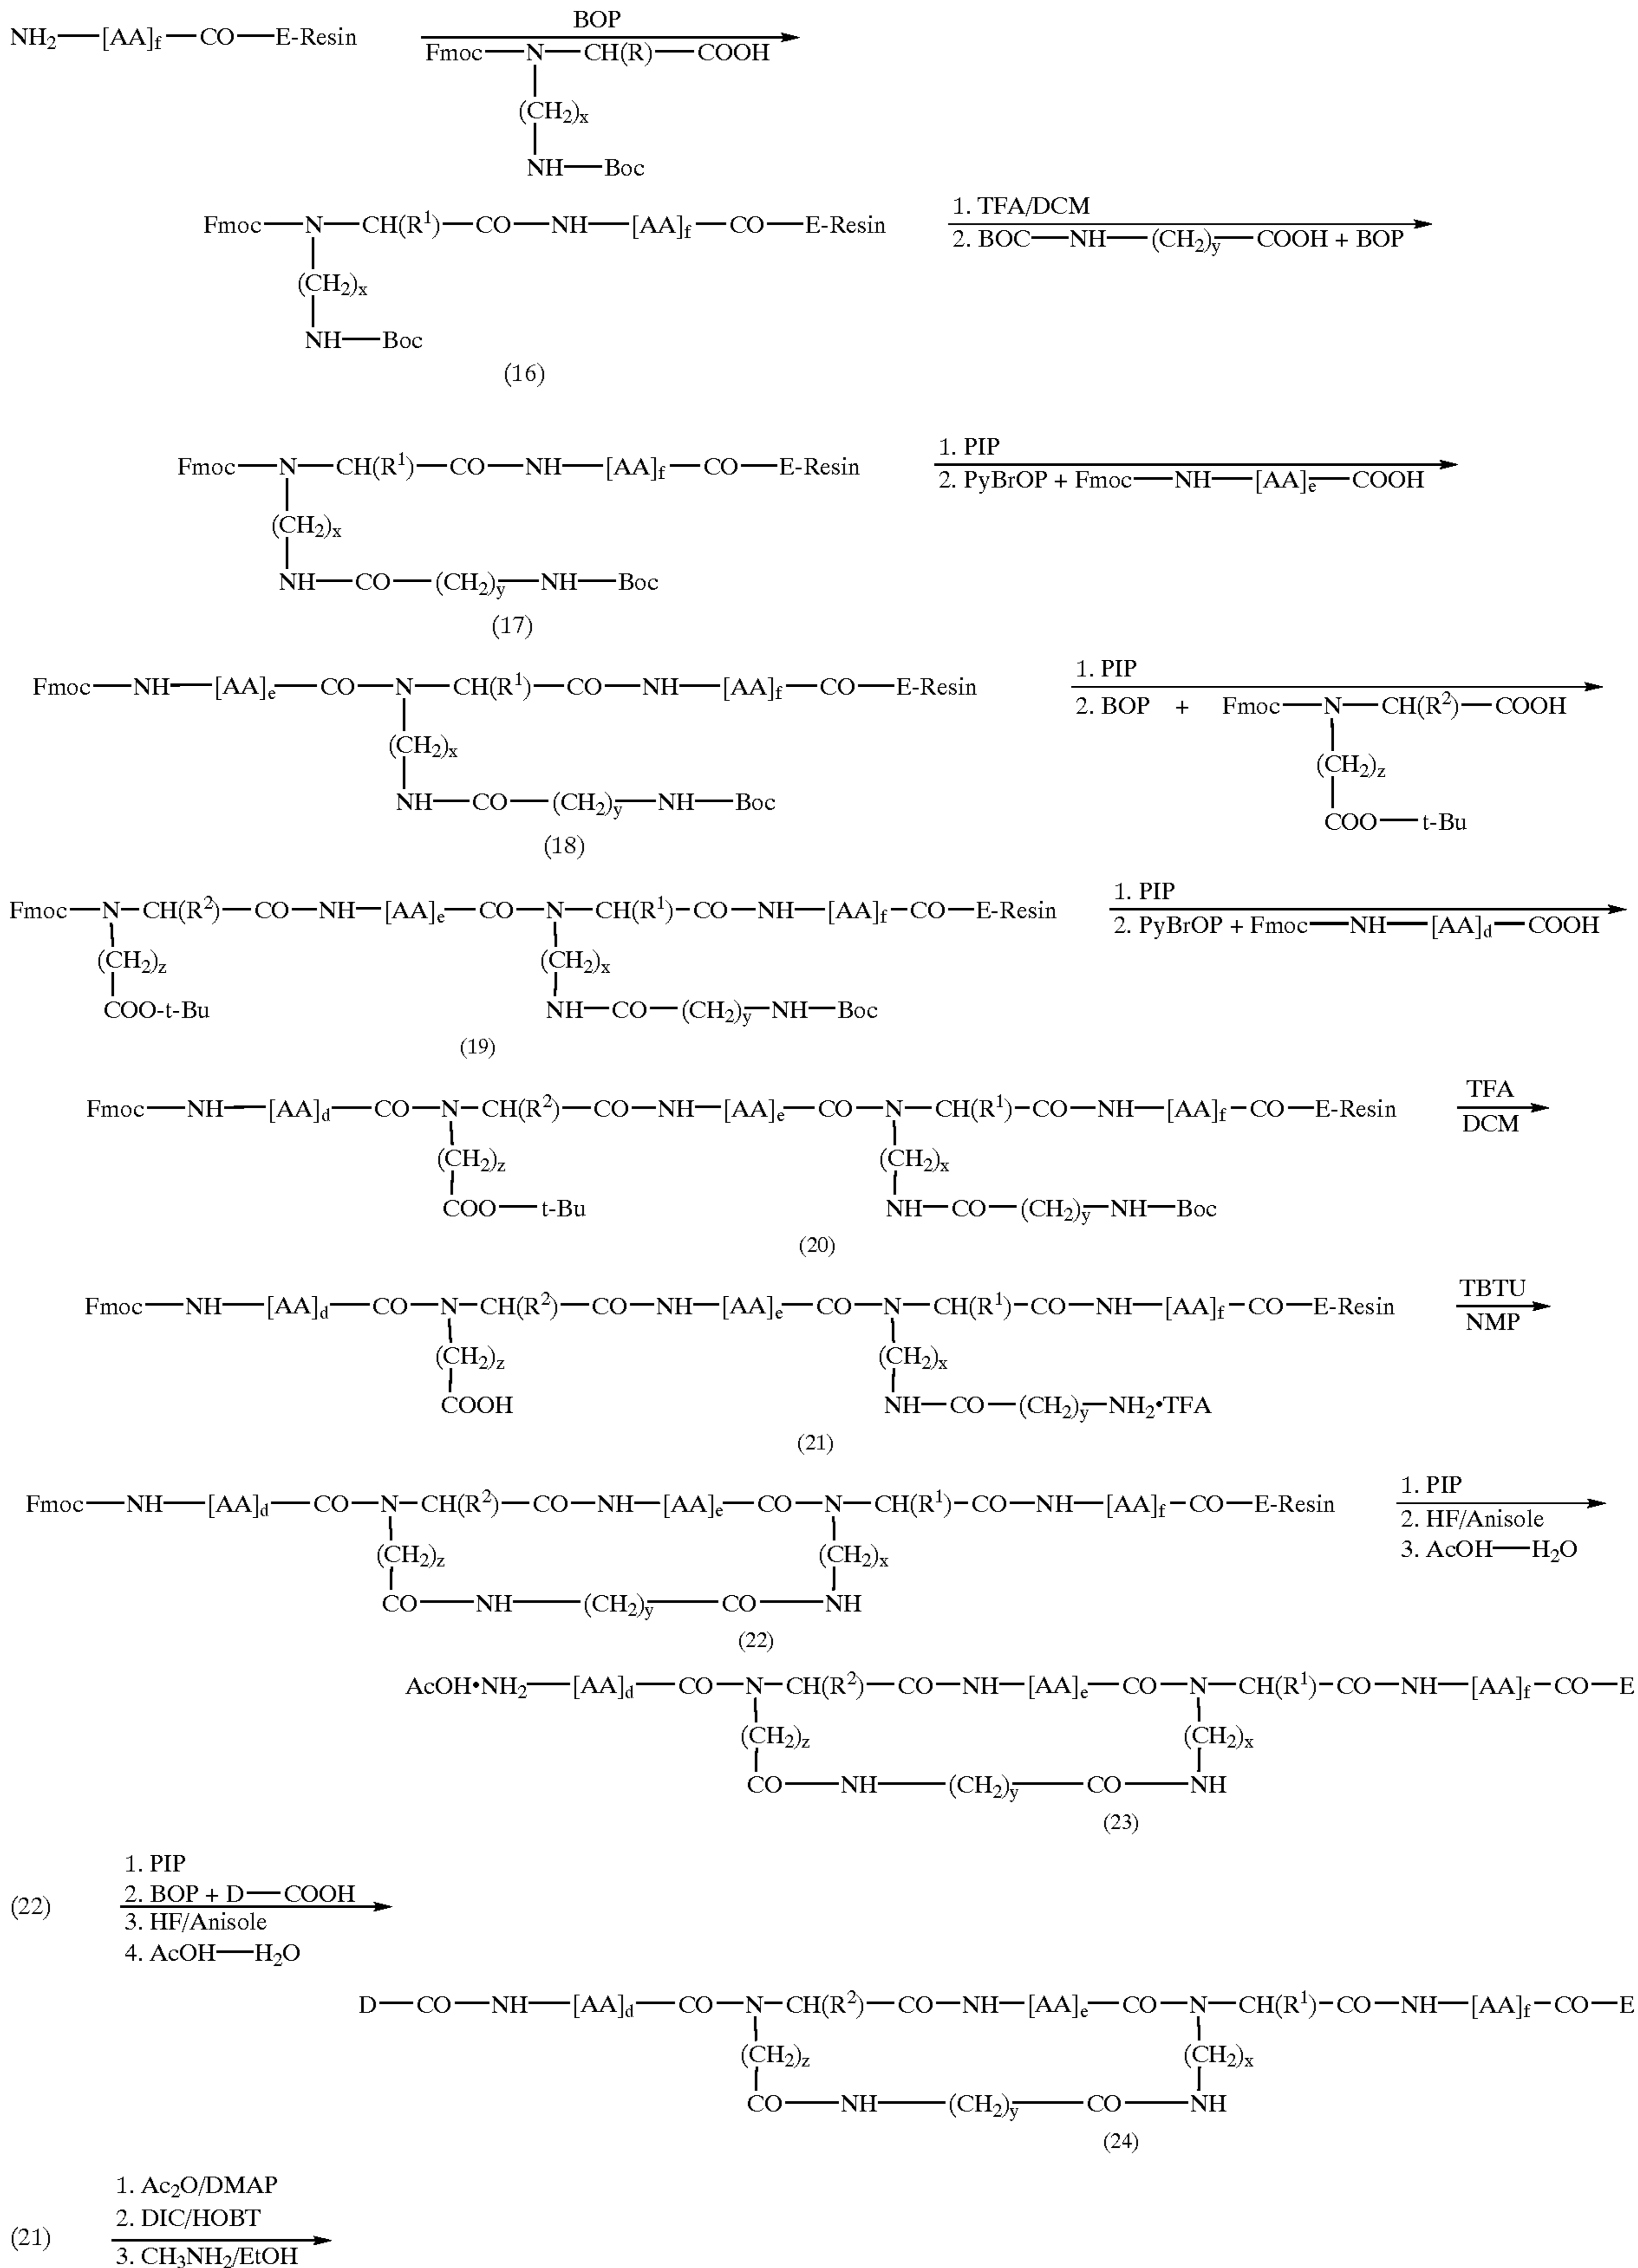 NH₂—[AA]f—CO—E-Resin
BOP
Fmoc—N—CH(R)—COOH
(CH₂)x
NH—Boc
Fmoc—N—CH(R¹)—CO—NH—[AA]f—CO—E-Resin
(CH₂)x
NH—Boc
(16)
1. TFA/DCM
2. BOC—NH—(CH₂)y—COOH + BOP
Fmoc—N—CH(R¹)—CO—NH—[AA]f—CO—E-Resin
(CH₂)x
NH—CO—(CH₂)y—NH—Boc
(17)
1. PIP
2. PyBrOP + Fmoc—NH—[AA]e—COOH
Fmoc—NH—[AA]e—CO—N—CH(R¹)—CO—NH—[AA]f—CO—E-Resin
(CH₂)x
NH—CO—(CH₂)y—NH—Boc
(18)
1. PIP
2. BOP + Fmoc—N—CH(R²)—COOH
(CH₂)z
COO—t-Bu
Fmoc—N—CH(R²)—CO—NH—[AA]e—CO—N—CH(R¹)—CO—NH—[AA]f—CO—E-Resin
(CH₂)z (CH₂)x
COO-t-Bu NH—CO—(CH₂)y—NH—Boc
(19)
1. PIP
2. PyBrOP + Fmoc—NH—[AA]d—COOH
Fmoc—NH—[AA]d—CO—N—CH(R²)—CO—NH—[AA]e—CO—N—CH(R¹)—CO—NH—[AA]f—CO—E-Resin
(CH₂)z (CH₂)x
COO—t-Bu NH—CO—(CH₂)y—NH—Boc
(20)
TFA
DCM
Fmoc—NH—[AA]d—CO—N—CH(R²)—CO—NH—[AA]e—CO—N—CH(R¹)—CO—NH—[AA]f—CO—E-Resin
(CH₂)z (CH₂)x
COOH NH—CO—(CH₂)y—NH₂•TFA
(21)
TBTU
NMP
Fmoc—NH—[AA]d—CO—N—CH(R²)—CO—NH—[AA]e—CO—N—CH(R¹)—CO—NH—[AA]f—CO—E-Resin
(CH₂)z (CH₂)x
CO—NH—(CH₂)y—CO—NH
(22)
1. PIP
2. HF/Anisole
3. AcOH—H₂O
AcOH•NH₂—[AA]d—CO—N—CH(R²)—CO—NH—[AA]e—CO—N—CH(R¹)—CO—NH—[AA]f—CO—E
(CH₂)z (CH₂)x
CO—NH—(CH₂)y—CO—NH
(23)
(22)
1. PIP
2. BOP + D—COOH
3. HF/Anisole
4. AcOH—H₂O
D—CO—NH—[AA]d—CO—N—CH(R²)—CO—NH—[AA]e—CO—N—CH(R¹)—CO—NH—[AA]f—CO—E
(CH₂)z (CH₂)x
CO—NH—(CH₂)y—CO—NH
(24)
(21)
1. Ac₂O/DMAP
2. DIC/HOBT
3. CH₃NH₂/EtOH